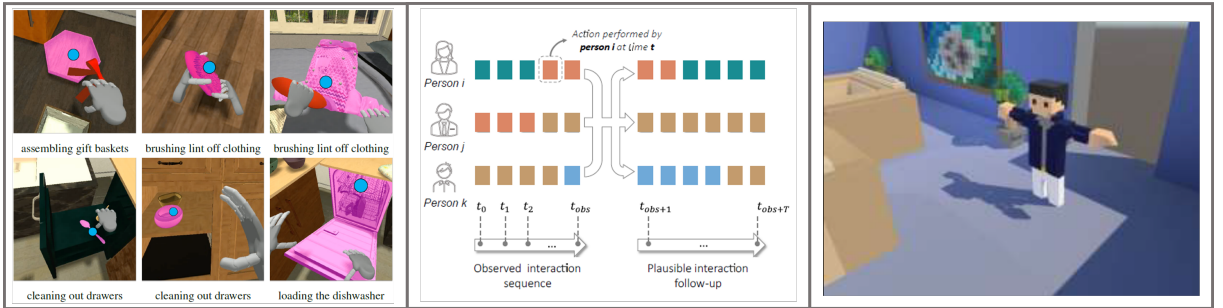 assembling gift baskets
brushing lint off clothing
brushing lint off clothing
cleaning out drawers
cleaning out drawers
loading the dishwasher
Action performed by
person i at time t
Person i
Person j
Person k
t0 t1 t2 tobs
tobs+1 tobs+T
...
...
Observed interaction
sequence
Plausible interaction
follow-up